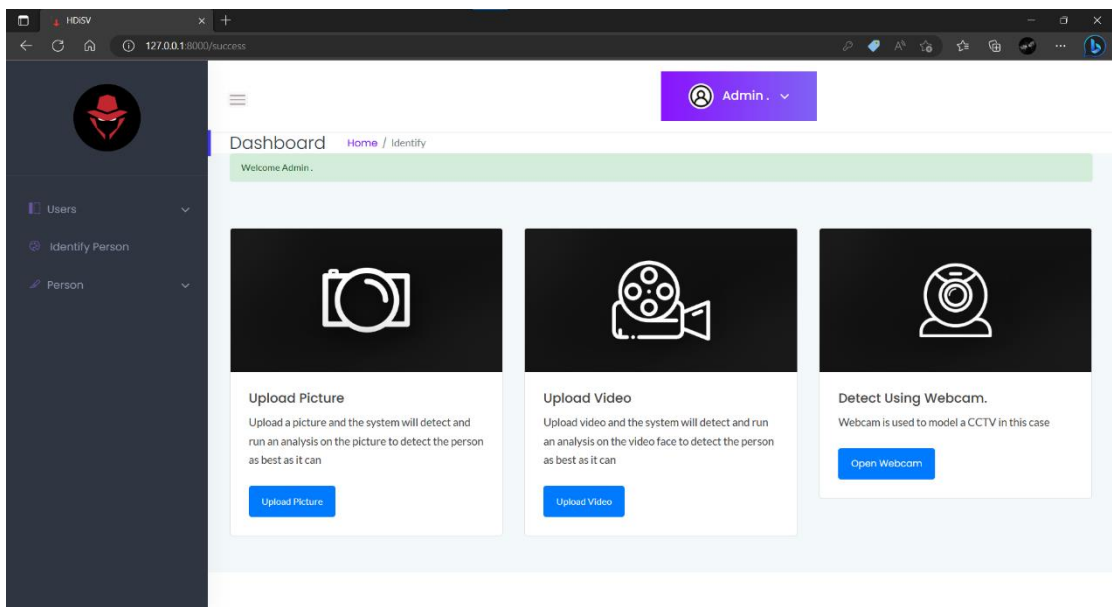 HDiSV
127.0.0.1:8000/success
Admin .
Dashboard Home / Identify
Welcome Admin .
Users
Identify Person
Person
Upload Picture
Upload a picture and the system will detect and
run an analysis on the picture to detect the person
as best as it can
Upload Picture
Upload Video
Upload video and the system will detect and run
an analysis on the video face to detect the person
as best as it can
Upload Video
Detect Using Webcam.
Webcam is used to model a CCTV in this case
Open Webcam